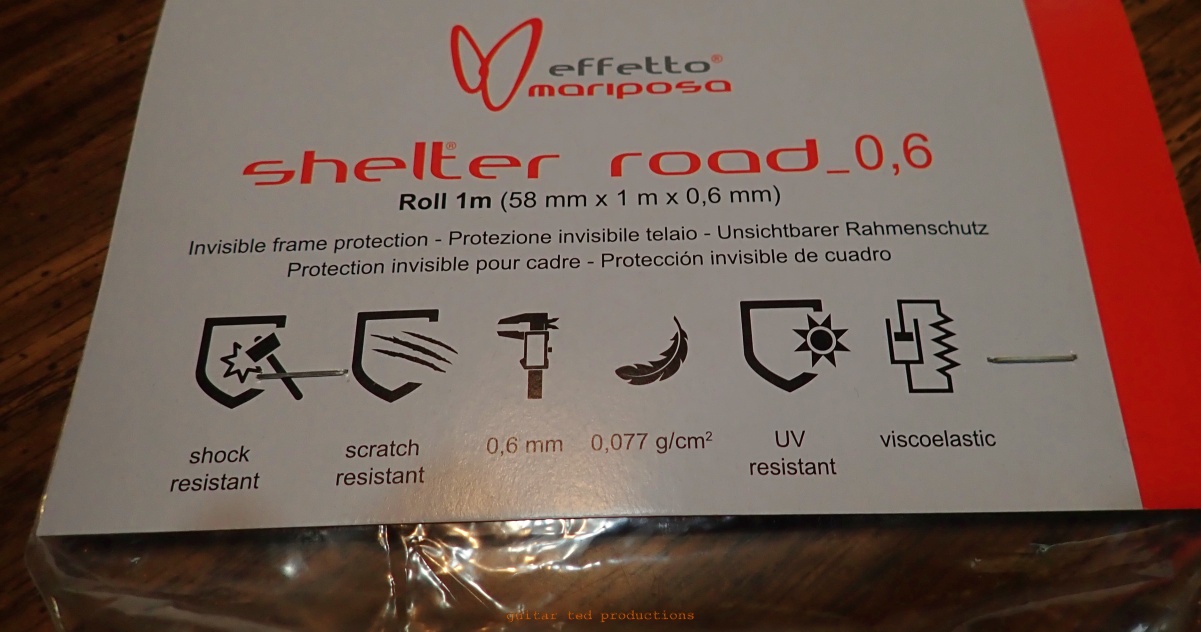 effetto®
mariposa
shelter® road_0,6
Roll 1m (58 mm x 1 m x 0,6 mm)
Invisible frame protection - Protezione invisibile telaio - Unsichtbarer Rahmenschutz
Protection invisible pour cadre - Protección invisible de cuadro
shock
resistant
scratch
resistant
0,6 mm
0,077 g/cm²
UV
resistant
viscoelastic
guitar ted productions